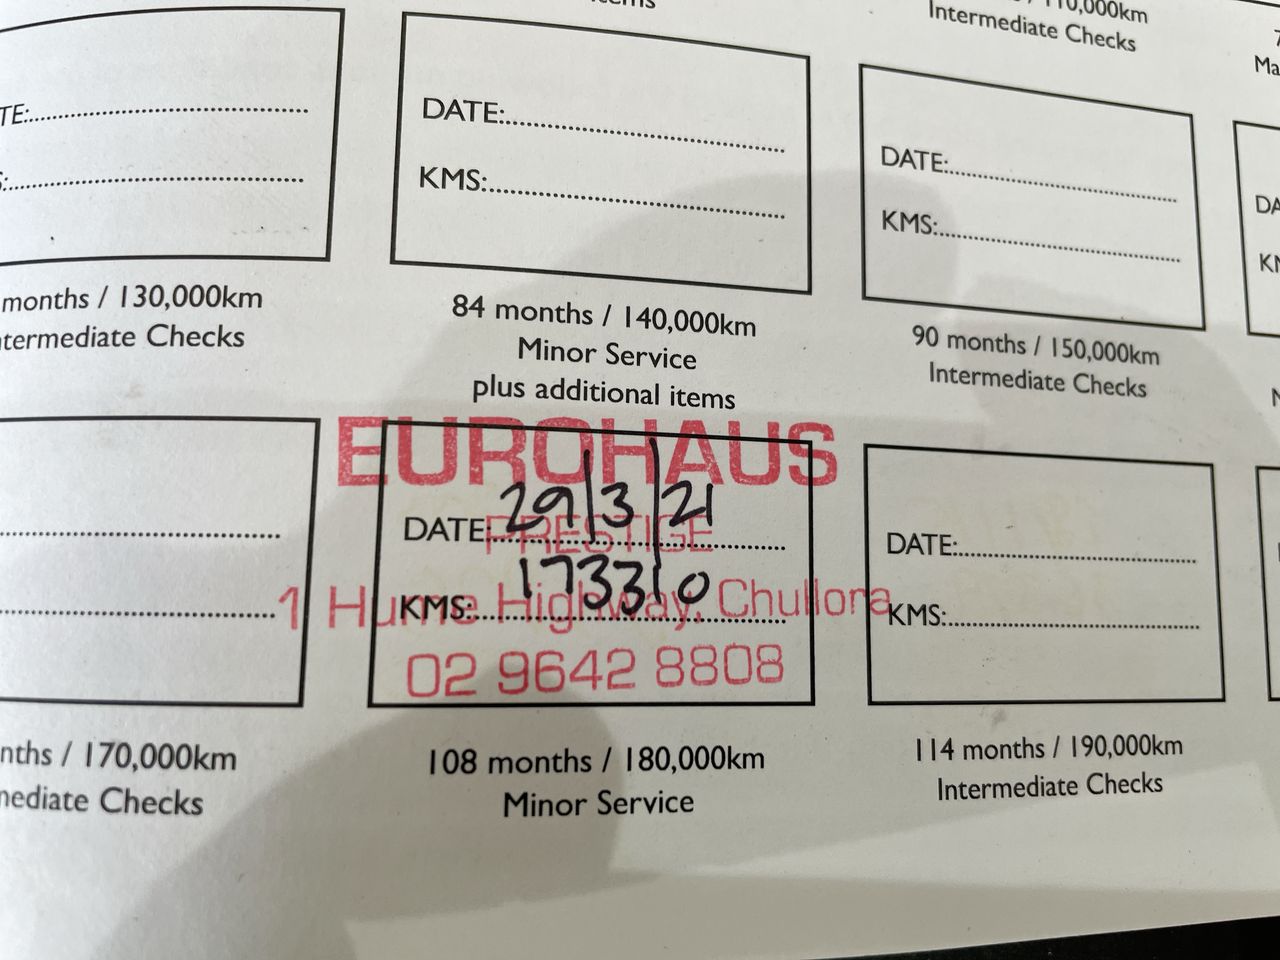 110,000km
Intermediate Checks
TE:
DATE:
KMS:
DATE:
KMS:
months / 130,000km
ntermediate Checks
84 months / 140,000km
Minor Service
plus additional items
90 months / 150,000km
Intermediate Checks
EUROHAUS
PRESTIGE
1 Hume Highway, Chullora
02 9642 8808
DATE: 29/3/21
KMS: 173310
DATE:
KMS:
nths / 170,000km
nediate Checks
108 months / 180,000km
Minor Service
114 months / 190,000km
Intermediate Checks